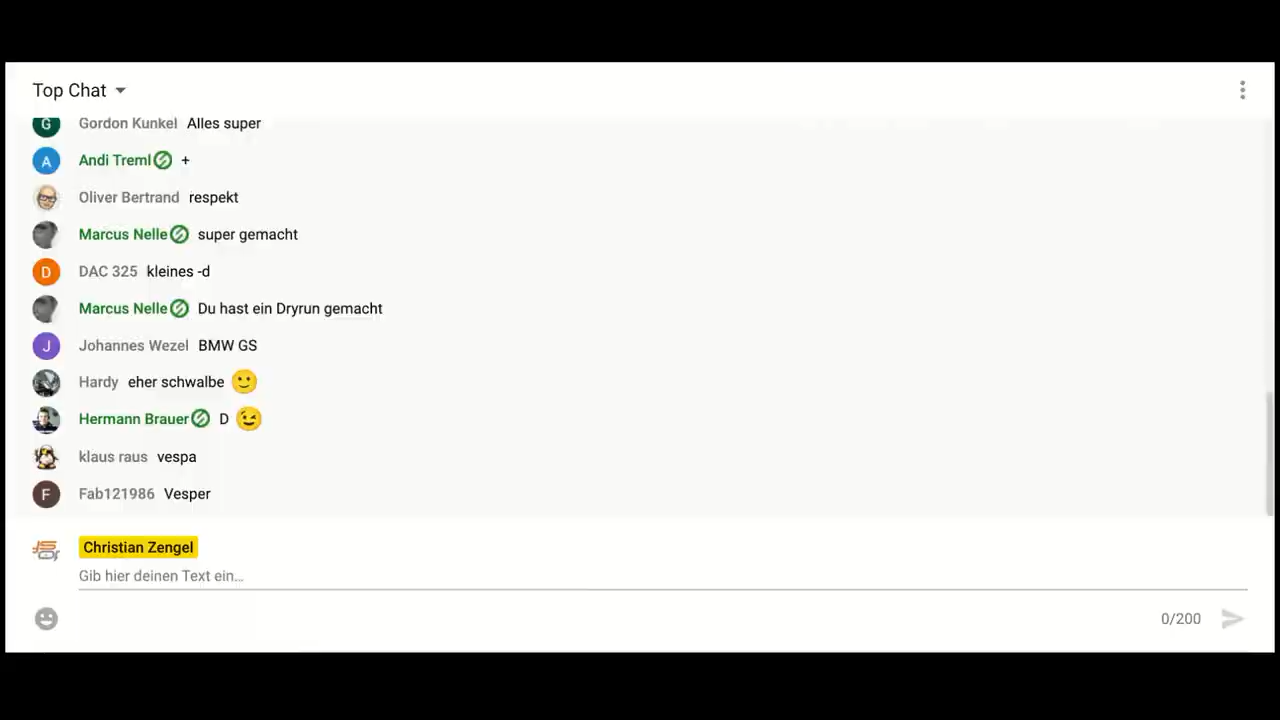 Top Chat
G Gordon Kunkel Alles super
A Andi Treml +
Oliver Bertrand respekt
Marcus Nelle super gemacht
D DAC 325 kleines -d
Marcus Nelle Du hast ein Dryrun gemacht
J Johannes Wezel BMW GS
Hardy eher schwalbe 🙂
Hermann Brauer D 😉
klaus raus vespa
F Fab121986 Vesper
Christian Zengel
Gib hier deinen Text ein...
0/200